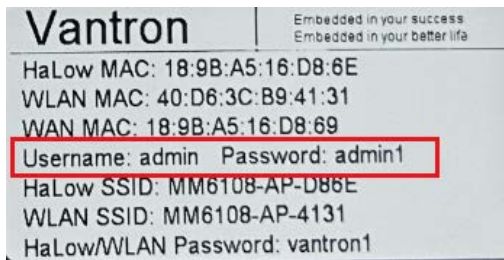 Vantron
Embedded in your success
Embedded in your better life
HaLow MAC: 18:9B:A5:16:D8:6E
WLAN MAC: 40:D6:3C:B9:41:31
WAN MAC: 18:9B:A5:16:D8:69
Username: admin Password: admin1
HaLow SSID: MM6108-AP-D86E
WLAN SSID: MM6108-AP-4131
HaLow/WLAN Password: vantron1